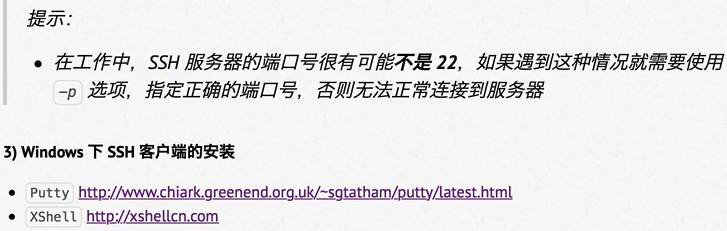 提示：
• 在工作中，SSH 服务器的端口号很有可能不是 22，如果遇到这种情况就需要使用
-p 选项，指定正确的端口号，否则无法正常连接到服务器
3) Windows 下 SSH 客户端的安装
• Putty http://www.chiark.greenend.org.uk/~sgtatham/putty/latest.html
• XShell http://xshellcn.com